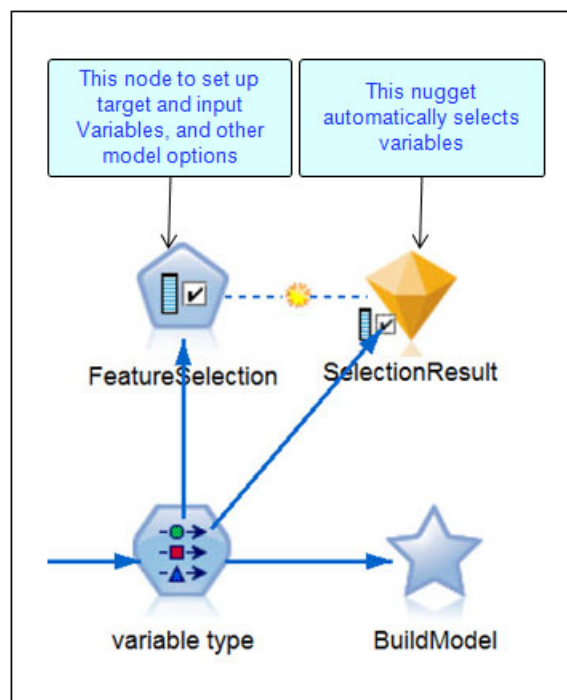 This node to set up
target and input
Variables, and other
model options
This nugget
automatically selects
variables
FeatureSelection
SelectionResult
variable type
BuildModel